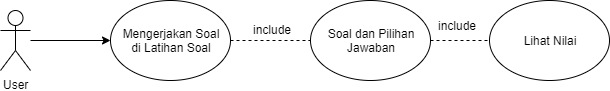 Mengerjakan Soal
di Latihan Soal
include
Soal dan Pilihan
Jawaban
include
Lihat Nilai
User